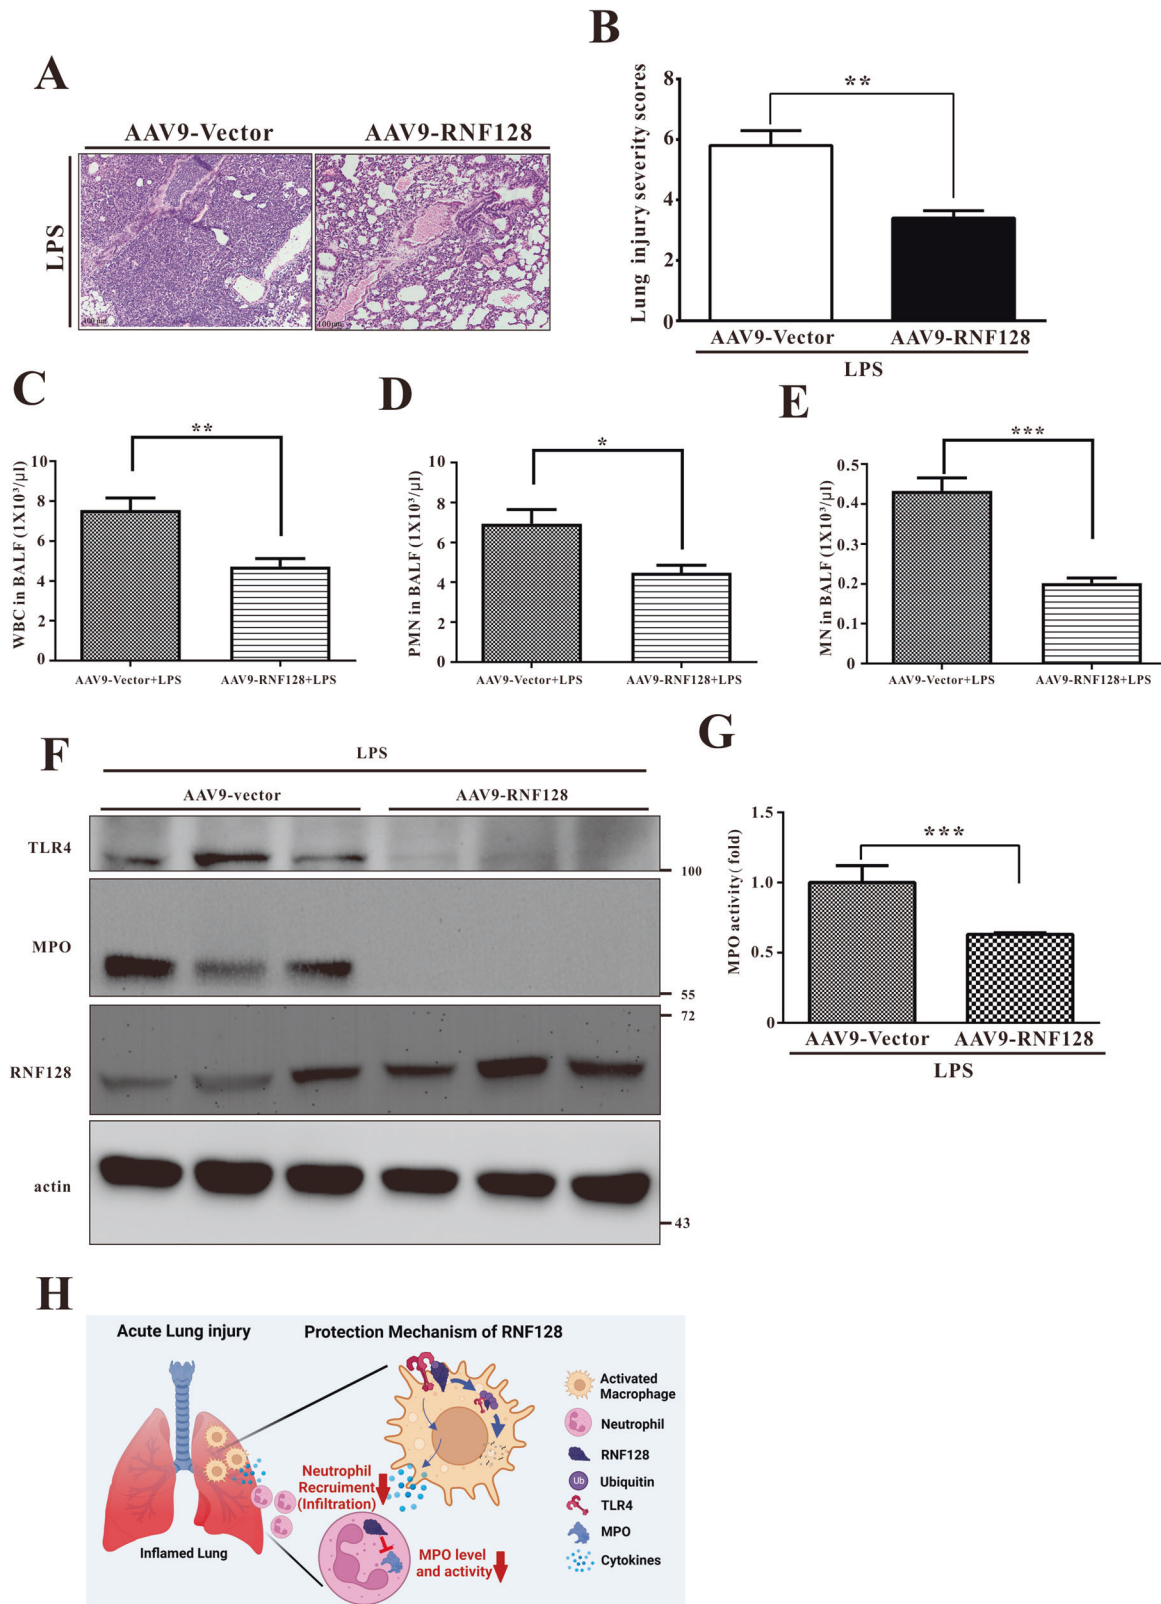 A
AAV9-Vector
AAV9-RNF128
LPS
100μm
100μm
B
Lung injury severity scores
8
6
4
2
0
**
AAV9-Vector
AAV9-RNF128
LPS
C
WBC in BALF (1X10³/μl)
10
8
6
4
2
0
**
AAV9-Vector+LPS
AAV9-RNF128+LPS
D
PMN in BALF (1X10³/μl)
10
8
6
4
2
0
*
AAV9-Vector+LPS
AAV9-RNF128+LPS
E
MN in BALF (1X10³/μl)
0.5
0.4
0.3
0.2
0.1
0
***
AAV9-Vector+LPS
AAV9-RNF128+LPS
F
LPS
AAV9-vector
AAV9-RNF128
TLR4
100
MPO
55
72
RNF128
actin
43
G
MPO activity( fold)
1.5
1.0
0.5
0
***
AAV9-Vector
AAV9-RNF128
LPS
H
Acute Lung injury
Protection Mechanism of RNF128
Inflamed Lung
Neutrophil
Recruiment
(Infiltration)
MPO level
and activity
Activated
Macrophage
Neutrophil
RNF128
Ub
Ubiquitin
TLR4
MPO
Cytokines